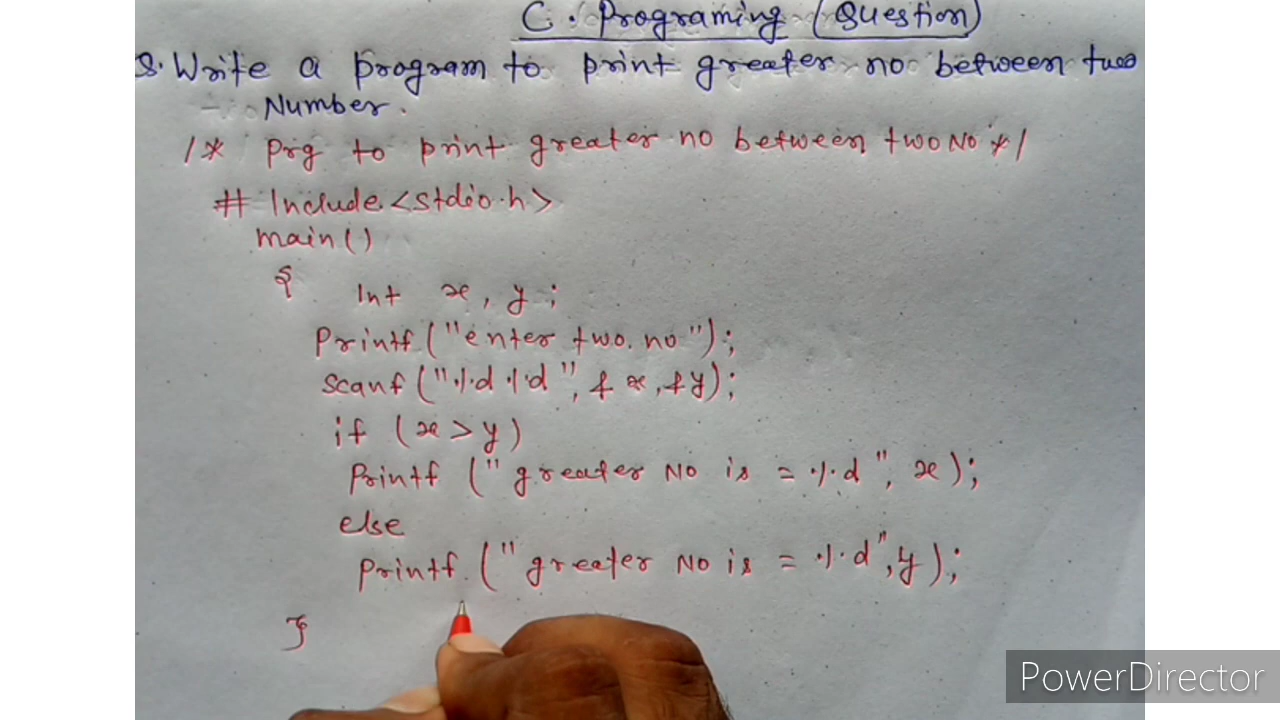 C. Programing (Question)
Q. Write a program to print greater no between two
Number.
/* Prg to print greater no between two No */
# Include <stdio.h>
main()
{ Int x, y ;
Printf ("enter two. no");
Scanf ("%d %d", & x, & y);
if (x > y)
Printf (" greater No is = %d", x);
else
Printf. (" greater No is = %d", y);
}
PowerDirector